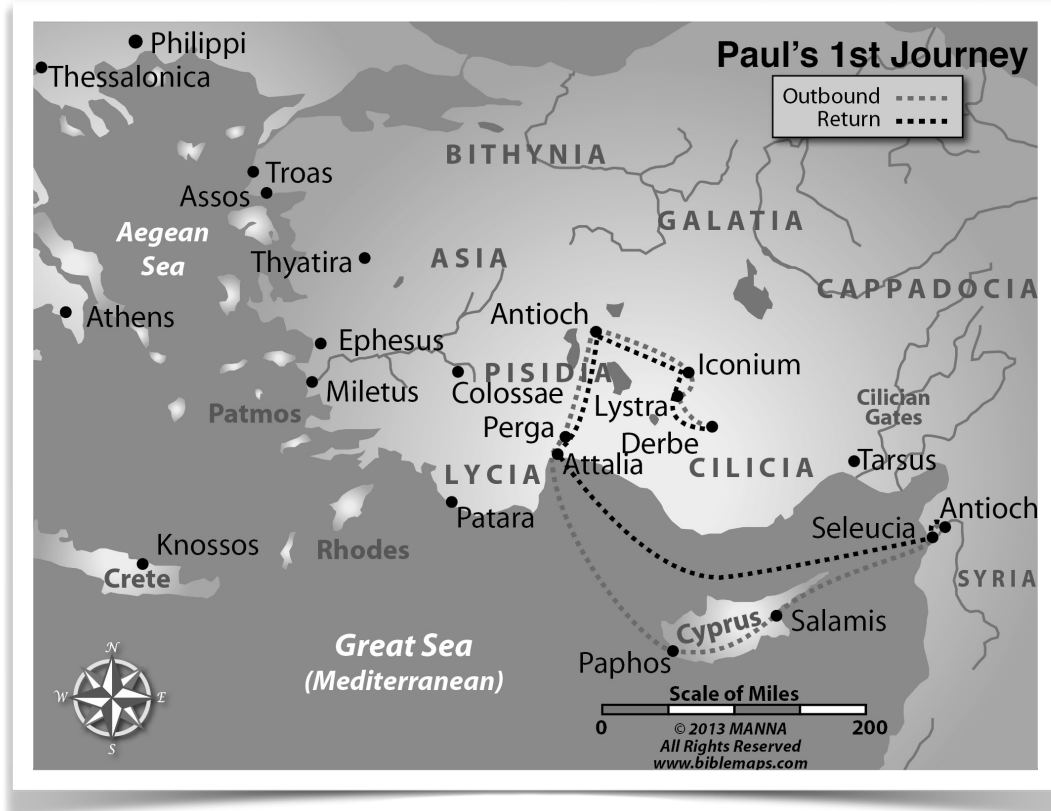 Paul's 1st Journey
Outbound
Return
Philippi
Thessalonica
BITHYNIA
Troas
Assos
GALATIA
Aegean
Sea
Thyatira
ASIA
CAPPADOCIA
Antioch
Athens
Ephesus
Iconium
PISIDIA
Colossae
Miletus
Lystra
Cilician
Gates
Patmos
Perga
Derbe
Attalia
LYCIA
CILICIA
Tarsus
Patara
Antioch
Seleucia
Knossos
Rhodes
Crete
SYRIA
Cyprus
Salamis
Great Sea
(Mediterranean)
Paphos
N
W
E
S
Scale of Miles
0
200
© 2013 MANNA
All Rights Reserved
www.biblemaps.com